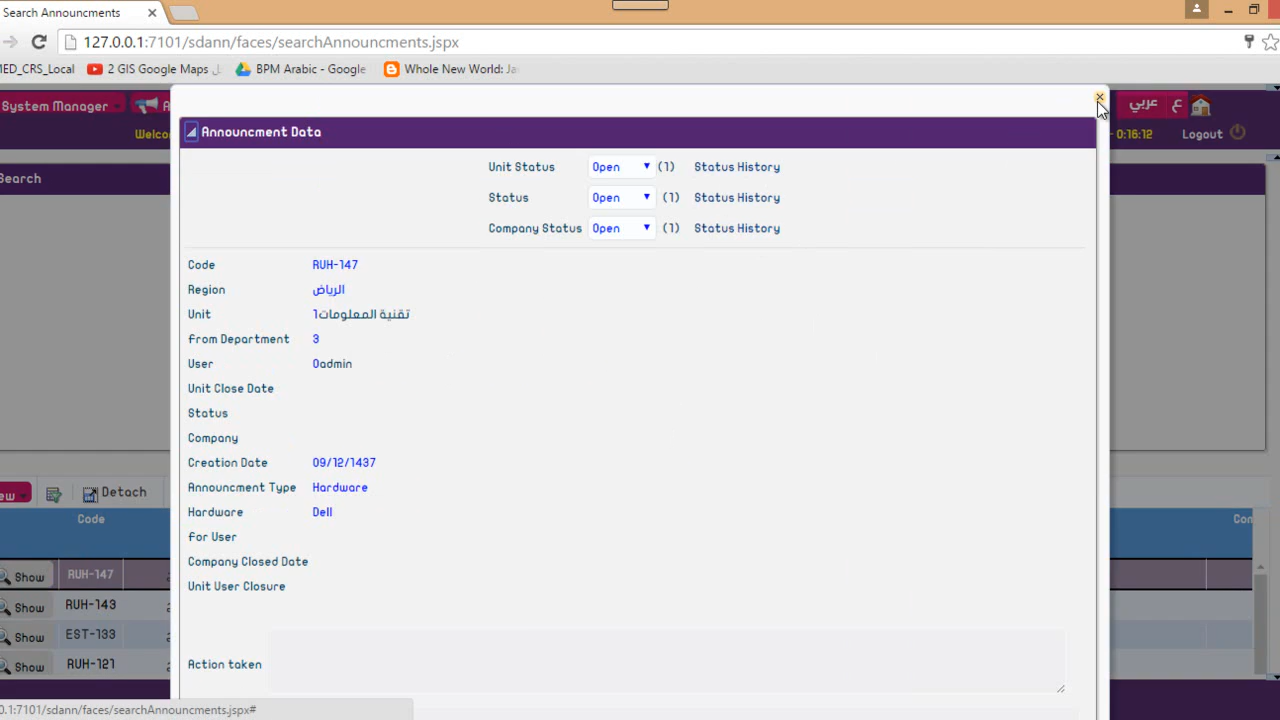 Search Announcments
127.0.0.1:7101/sdann/faces/searchAnnouncments.jspx
MED_CRS_Local
2 GIS Google Maps
BPM Arabic - Google
Whole New World: Ja
System Manager
عربي ع
Welco
0:16:12 Logout
Search
Announcment Data
Unit Status Open (1) Status History
Status Open (1) Status History
Company Status Open (1) Status History
Code RUH-147
Region الرياض
Unit 1تقنية المعلومات
From Department 3
User 0admin
Unit Close Date
Status
Company
Creation Date 09/12/1437
Announcment Type Hardware
Hardware Dell
For User
Company Closed Date
Unit User Closure
Action taken
ew
Detach
Code
Con
Show RUH-147
Show RUH-143
Show EST-133
Show RUH-121
0.1:7101/sdann/faces/searchAnnouncments.jspx#